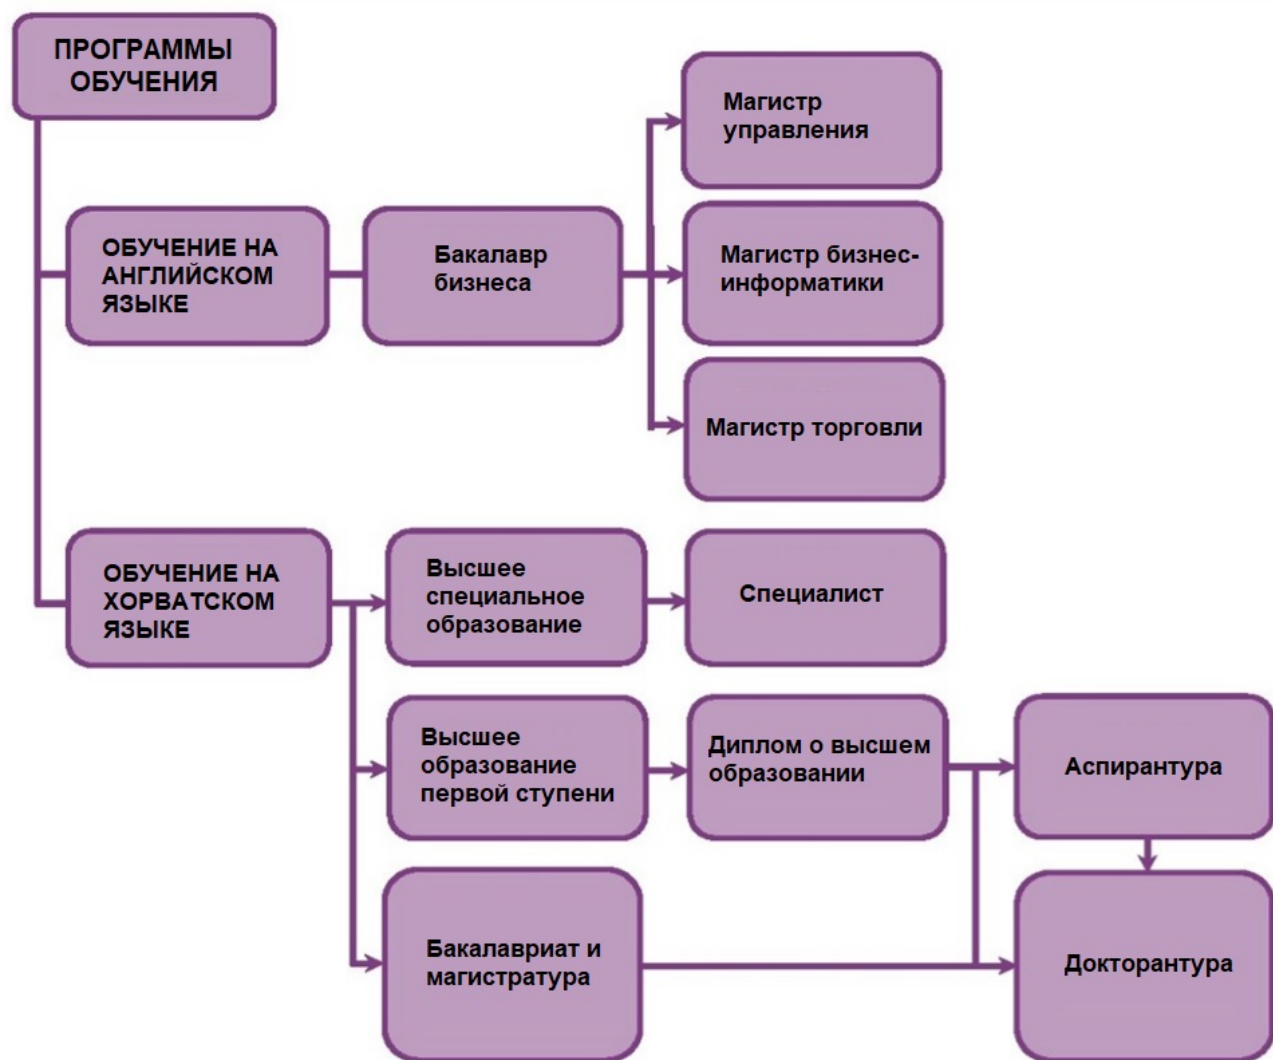 ПРОГРАММЫ
ОБУЧЕНИЯ
Магистр
управления
ОБУЧЕНИЕ НА
АНГЛИЙСКОМ
ЯЗЫКЕ
Бакалавр
бизнеса
Магистр бизнес-
информатики
Магистр торговли
ОБУЧЕНИЕ НА
ХОРВАТСКОМ
ЯЗЫКЕ
Высшее
специальное
образование
Специалист
Высшее
образование
первой ступени
Диплом о высшем
образовании
Аспирантура
Бакалавриат и
магистратура
Докторантура